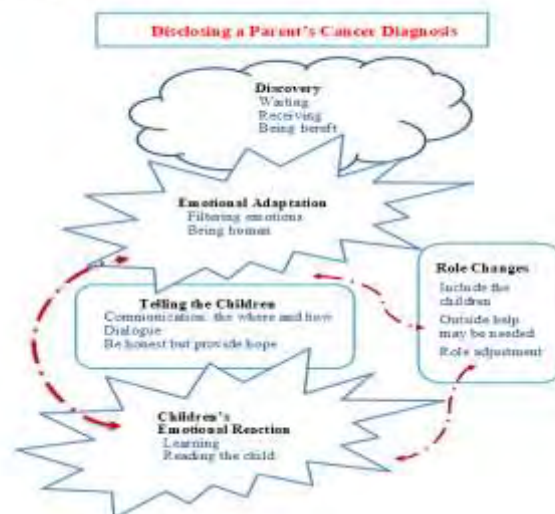 Disclosing a Parent's Cancer Diagnosis
Discovery
Waiting
Receiving
Being bereft
Emotional Adaptation
Filtering emotions
Being human
Telling the Children
Communication: the where and how
Dialogue
Be honest but provide hope
Role Changes
Include the
children
Outside help
may be needed
Role adjustment
Children's
Emotional Reaction
Learning
Reading the child